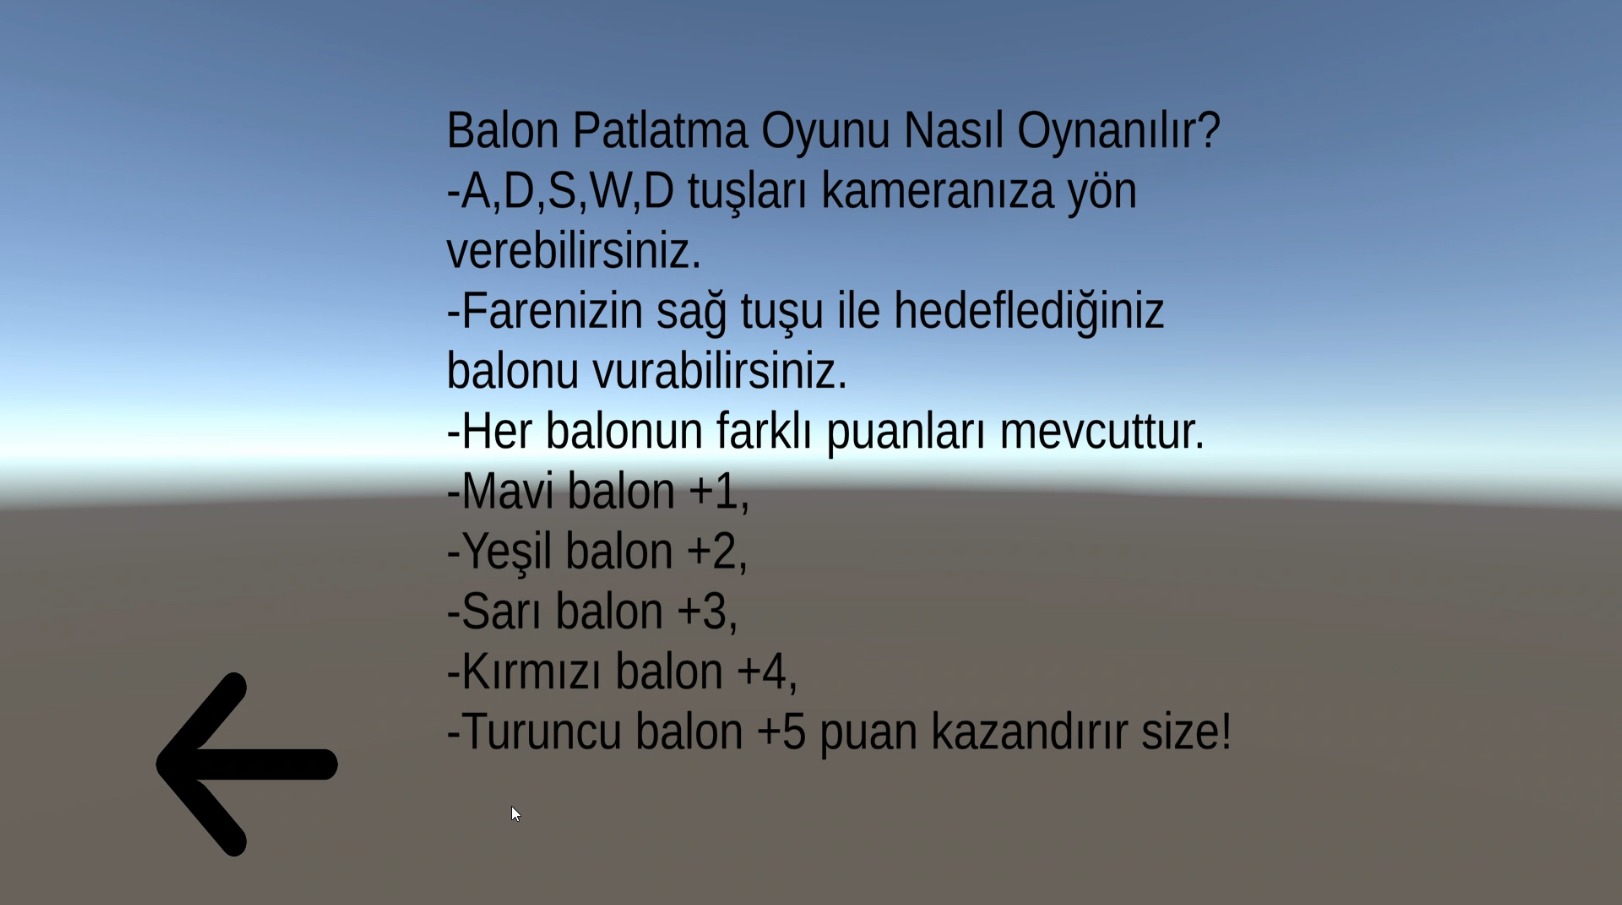 Balon Patlatma Oyunu Nasıl Oynanılır?
-A,D,S,W,D tuşları kameranıza yön
verebilirsiniz.
-Farenizin sağ tuşu ile hedeflediğiniz
balonu vurabilirsiniz.
-Her balonun farklı puanları mevcuttur.
-Mavi balon +1,
-Yeşil balon +2,
-Sarı balon +3,
-Kırmızı balon +4,
-Turuncu balon +5 puan kazandırır size!